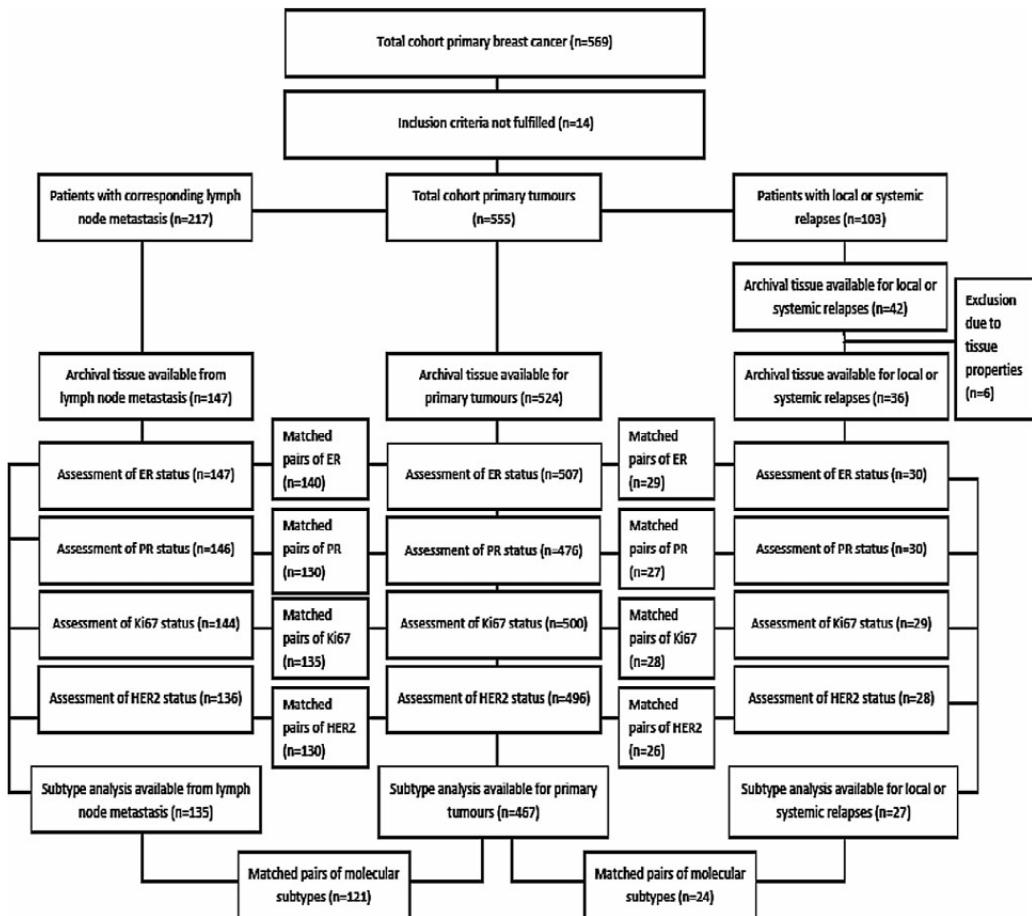 Total cohort primary breast cancer (n=569)
Inclusion criteria not fulfilled (n=14)
Patients with corresponding lymph
node metastasis (n=217)
Total cohort primary tumours
(n=555)
Patients with local or systemic
relapses (n=103)
Archival tissue available for local or
systemic relapses (n=42)
Exclusion
due to
tissue
properties
(n=6)
Archival tissue available from
lymph node metastasis (n=147)
Archival tissue available for
primary tumours (n=524)
Archival tissue available for local or
systemic relapses (n=36)
Assessment of ER status (n=147)
Matched
pairs of ER
(n=140)
Assessment of ER status (n=507)
Matched
pairs of ER
(n=29)
Assessment of ER status (n=30)
Assessment of PR status (n=146)
Matched
pairs of PR
(n=130)
Assessment of PR status (n=476)
Matched
pairs of PR
(n=27)
Assessment of PR status (n=30)
Assessment of Ki67 status (n=144)
Matched
pairs of Ki67
(n=135)
Assessment of Ki67 status (n=500)
Matched
pairs of Ki67
(n=28)
Assessment of Ki67 status (n=29)
Assessment of HER2 status (n=136)
Matched
pairs of HER2
(n=130)
Assessment of HER2 status (n=496)
Matched
pairs of HER2
(n=26)
Assessment of HER2 status (n=28)
Subtype analysis available from lymph
node metastasis (n=135)
Subtype analysis available for primary
tumours (n=467)
Subtype analysis available for local or
systemic relapses (n=27)
Matched pairs of molecular
subtypes (n=121)
Matched pairs of molecular
subtypes (n=24)